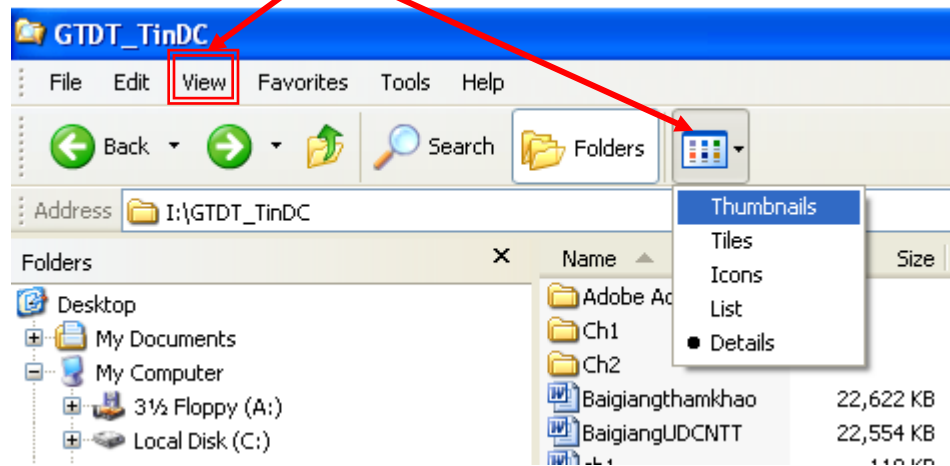 GTDT_TinDC
File Edit View Favorites Tools Help
Back Search Folders
Address I:\GTDT_TinDC
Thumbnails
Tiles
Icons
List
Details
Folders
Desktop
My Documents
My Computer
3½ Floppy (A:)
Local Disk (C:)
Name Size
Adobe
Ch1
Ch2
Baigiangthamkhao 22,622 KB
BaigiangUDCNTT 22,554 KB